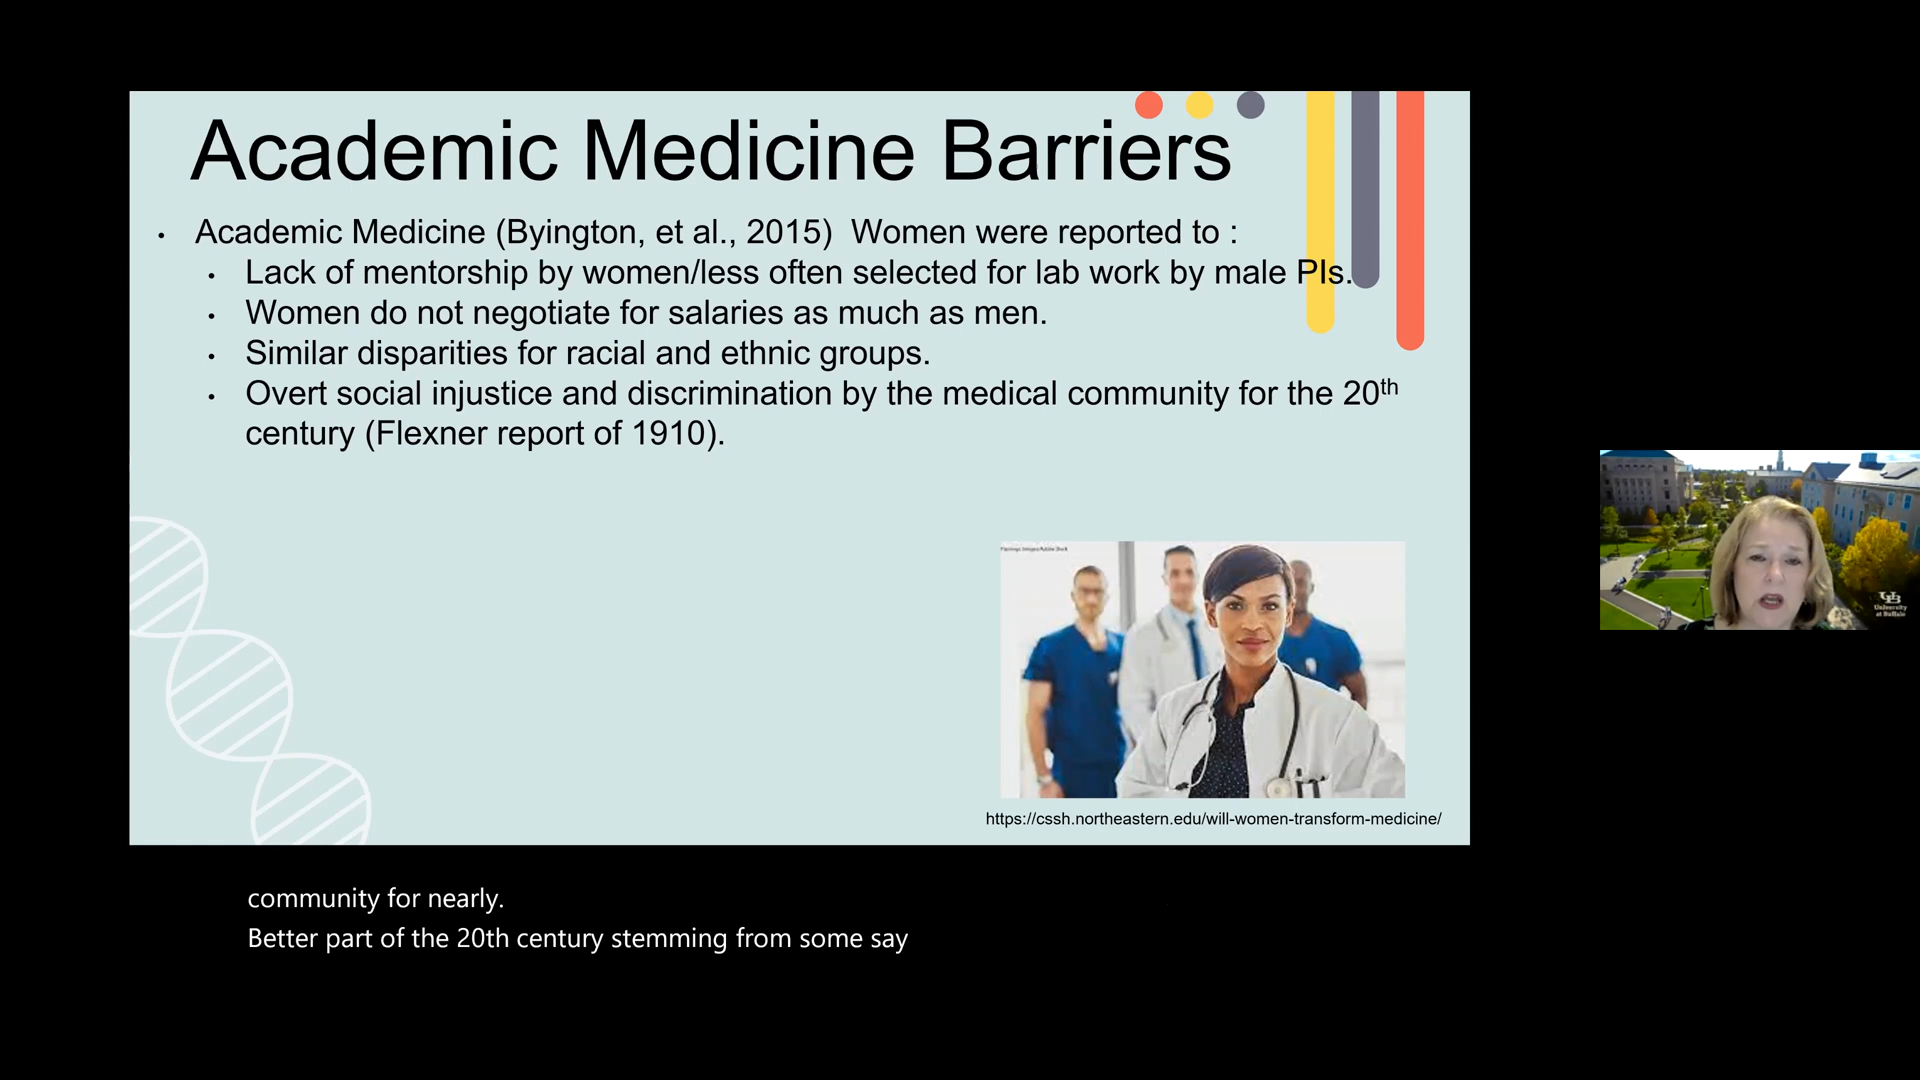 Academic Medicine Barriers
• Academic Medicine (Byington, et al., 2015)  Women were reported to :
• Lack of mentorship by women/less often selected for lab work by male PIs.
• Women do not negotiate for salaries as much as men.
• Similar disparities for racial and ethnic groups.
• Overt social injustice and discrimination by the medical community for the 20th
century (Flexner report of 1910).
UB
University
at Buffalo
https://cssh.northeastern.edu/will-women-transform-medicine/
community for nearly.
Better part of the 20th century stemming from some say